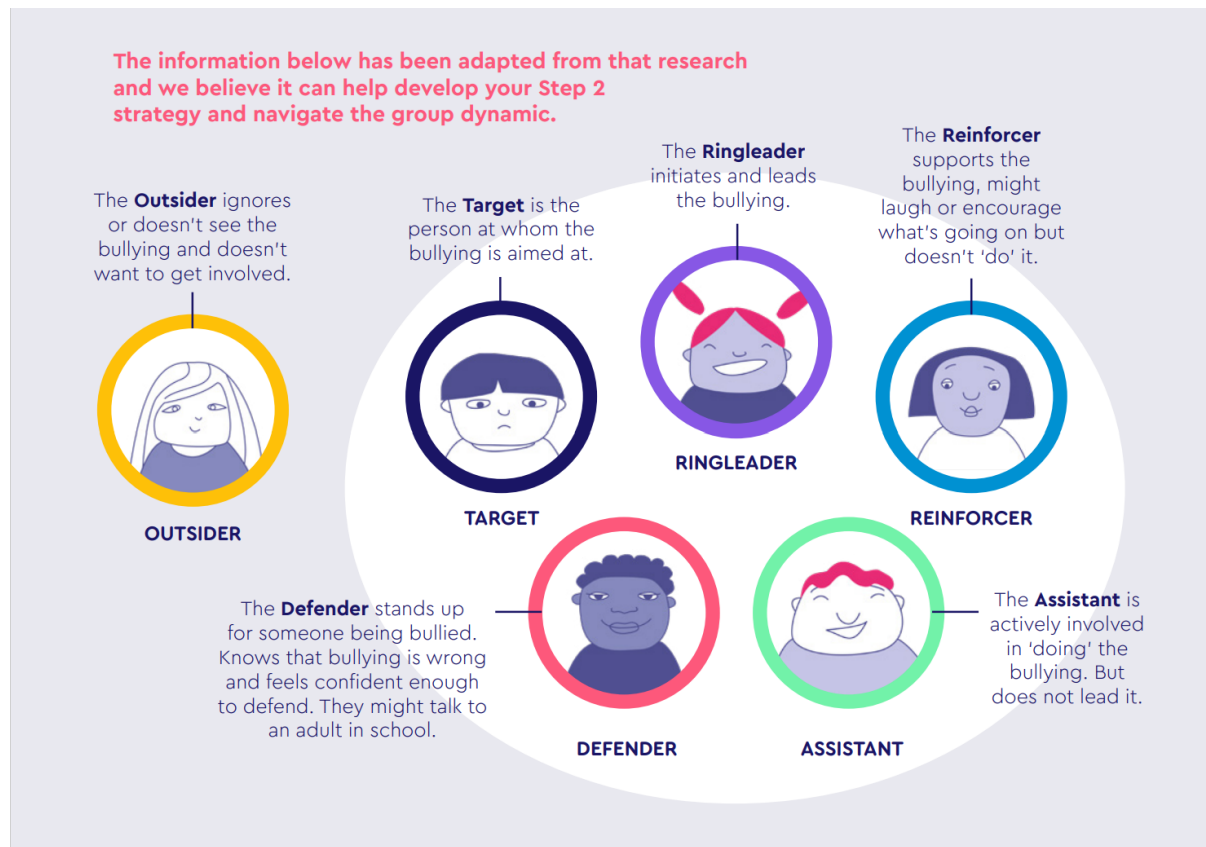 The information below has been adapted from that research
and we believe it can help develop your Step 2
strategy and navigate the group dynamic.
The Outsider ignores
or doesn't see the
bullying and doesn't
want to get involved.
OUTSIDER
The Target is the
person at whom the
bullying is aimed at.
TARGET
The Ringleader
initiates and leads
the bullying.
RINGLEADER
The Reinforcer
supports the
bullying, might
laugh or encourage
what's going on but
doesn't 'do' it.
REINFORCER
The Defender stands up
for someone being bullied.
Knows that bullying is wrong
and feels confident enough
to defend. They might talk to
an adult in school.
DEFENDER
The Assistant is
actively involved
in 'doing' the
bullying. But
does not lead it.
ASSISTANT